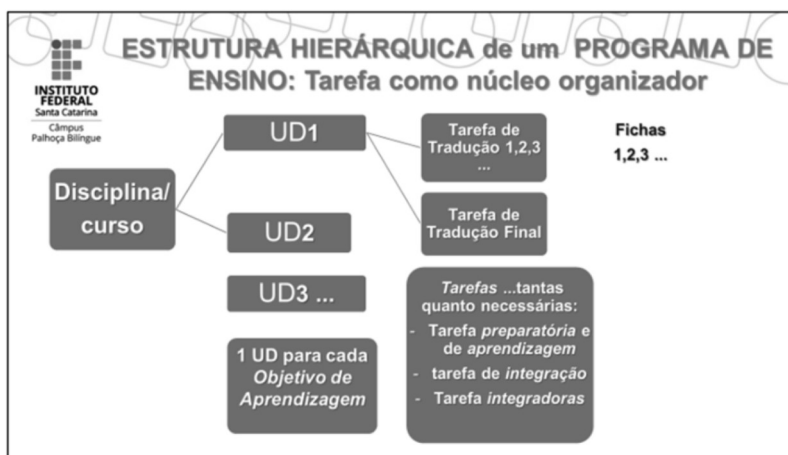 ESTRUTURA HIERÁRQUICA de um PROGRAMA DE
ENSINO: Tarefa como núcleo organizador
INSTITUTO
FEDERAL
Santa Catarina
Câmpus
Palhoça Bilíngue
Disciplina/
curso
UD1
UD2
UD3 ...
1 UD para cada
Objetivo de
Aprendizagem
Tarefa de
Tradução 1,2,3
...
Tarefa de
Tradução Final
Tarefas ...tantas
quanto necessárias:
- Tarefa preparatória e
de aprendizagem
- tarefa de integração
- Tarefa integradoras
Fichas
1,2,3 ...